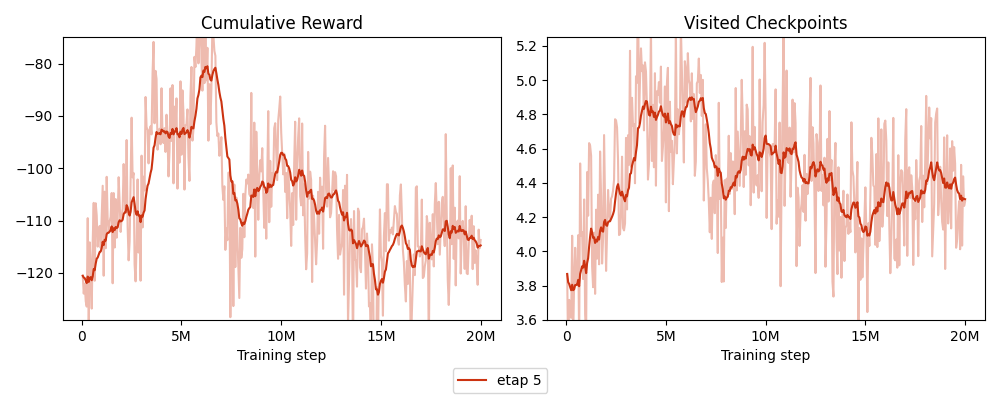 Cumulative Reward
−80
−90
−100
−110
−120
0 5M 10M 15M 20M
Training step
Visited Checkpoints
5.2
5.0
4.8
4.6
4.4
4.2
4.0
3.8
3.6
0 5M 10M 15M 20M
Training step
etap 5